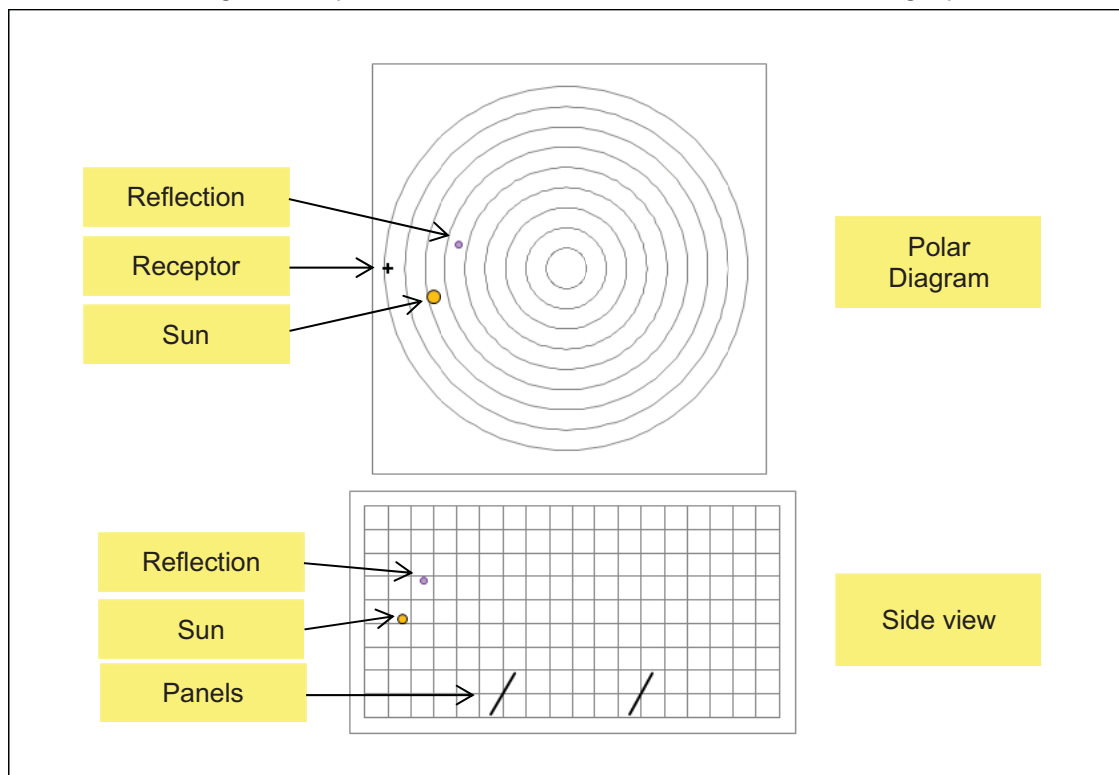 Reflection
Receptor
Sun
Polar
Diagram
Reflection
Sun
Panels
Side view